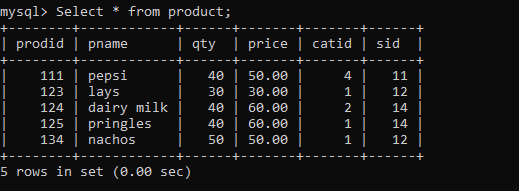 mysql> Select * from product;
+--------+------------+------+-------+-------+------+
| prodid | pname      | qty  | price | catid | sid  |
+--------+------------+------+-------+-------+------+
|    111 | pepsi      |   40 | 50.00 |     4 |   11 |
|    123 | lays       |   30 | 30.00 |     1 |   12 |
|    124 | dairy milk |   40 | 60.00 |     2 |   14 |
|    125 | pringles   |   40 | 60.00 |     1 |   14 |
|    134 | nachos     |   50 | 50.00 |     1 |   12 |
+--------+------------+------+-------+-------+------+
5 rows in set (0.00 sec)